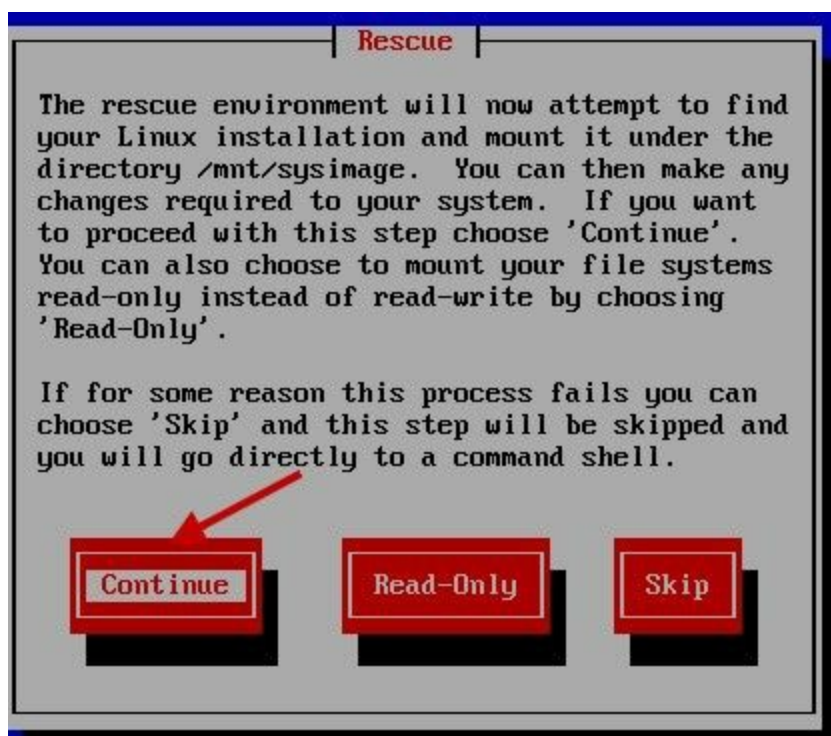 Rescue
The rescue environment will now attempt to find
your Linux installation and mount it under the
directory /mnt/sysimage.  You can then make any
changes required to your system.  If you want
to proceed with this step choose 'Continue'.
You can also choose to mount your file systems
read-only instead of read-write by choosing
'Read-Only'.
If for some reason this process fails you can
choose 'Skip' and this step will be skipped and
you will go directly to a command shell.
Continue
Read-Only
Skip